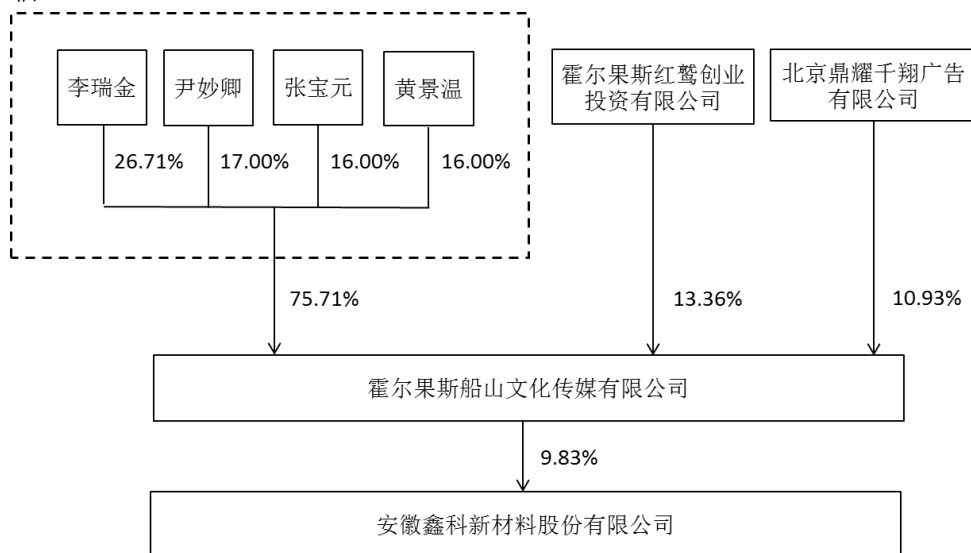 李瑞金
尹妙卿
张宝元
黄景温
霍尔果斯红鹫创业
投资有限公司
北京鼎耀千翔广告
有限公司
26.71%
17.00%
16.00%
16.00%
75.71%
13.36%
10.93%
霍尔果斯船山文化传媒有限公司
9.83%
安徽鑫科新材料股份有限公司